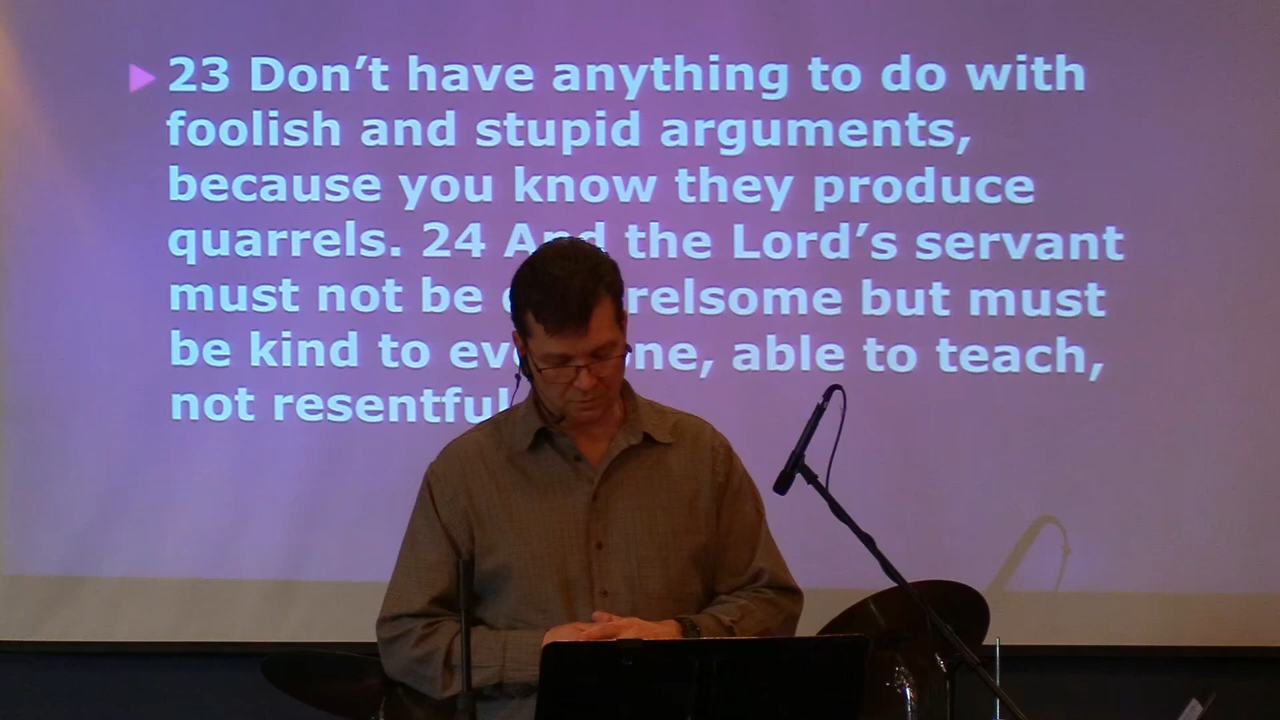 23 Don’t have anything to do with
foolish and stupid arguments,
because you know they produce
quarrels. 24 And the Lord’s servant
must not be relsome but must
be kind to everyone, able to teach,
not resentful